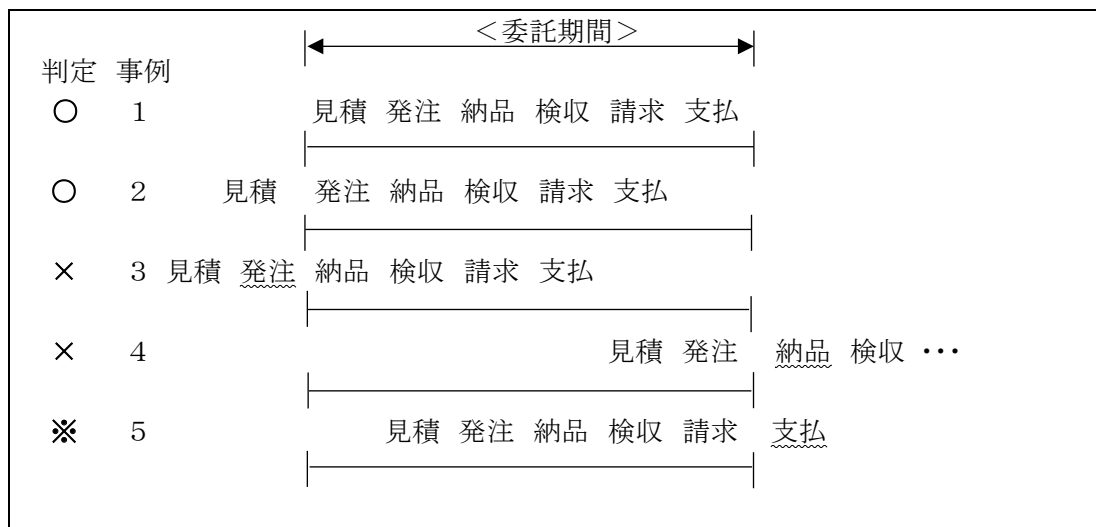 ＜委託期間＞
判定 事例
○ １ 見積 発注 納品 検収 請求 支払
○ ２ 見積 発注 納品 検収 請求 支払
× ３ 見積 発注 納品 検収 請求 支払
× ４ 見積 発注 納品 検収 ・・・
※ ５ 見積 発注 納品 検収 請求 支払